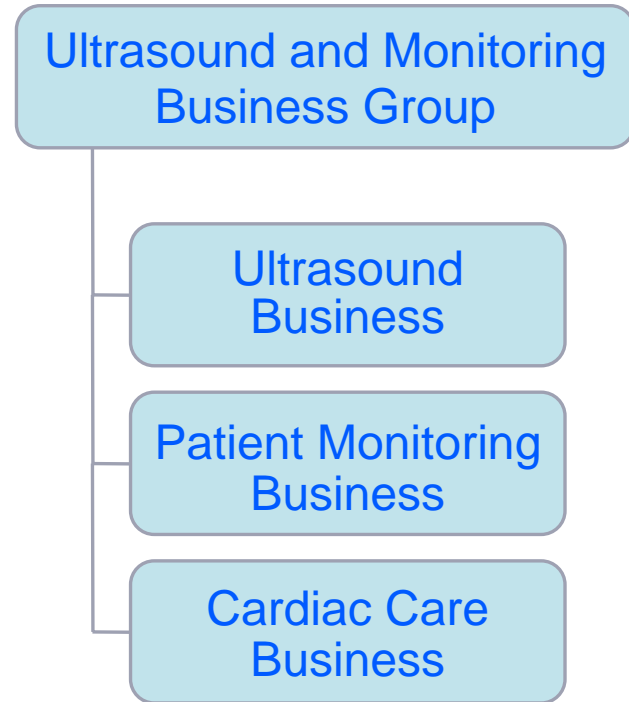 Ultrasound and Monitoring
Business Group
Ultrasound
Business
Patient Monitoring
Business
Cardiac Care
Business